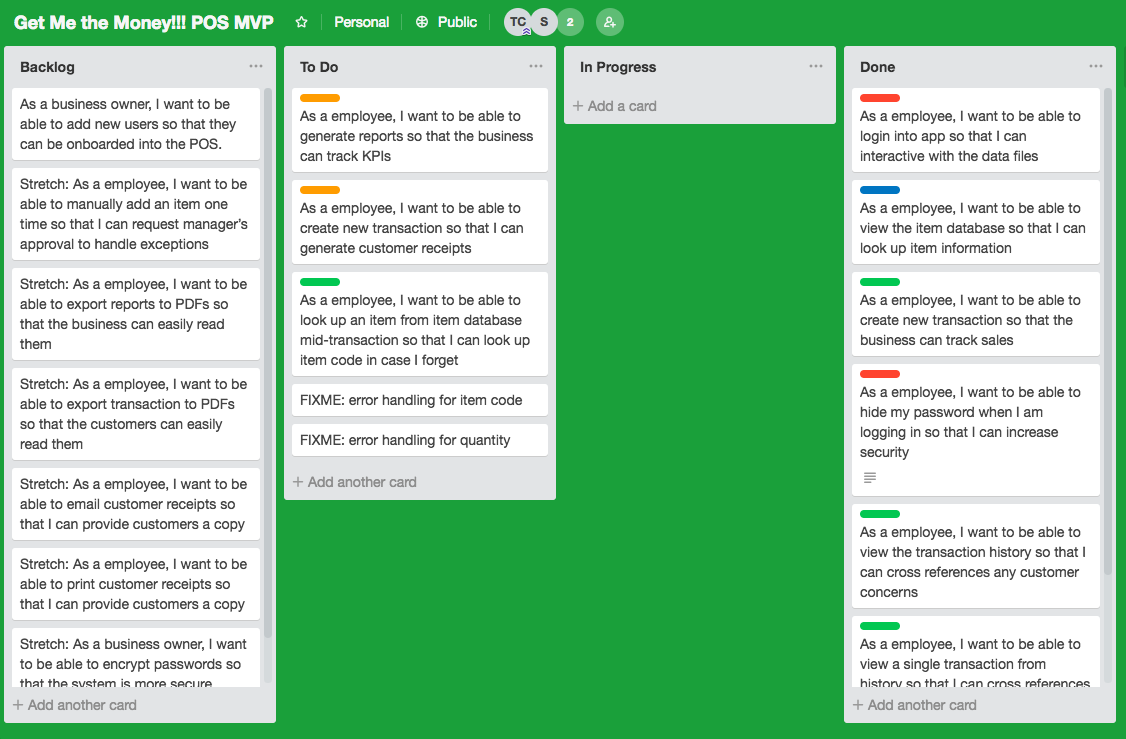 Get Me the Money!!! POS MVP
Personal
Public
TC
S
2
Backlog
As a business owner, I want to be
able to add new users so that they
can be onboarded into the POS.
Stretch: As a employee, I want to be
able to manually add an item one
time so that I can request manager's
approval to handle exceptions
Stretch: As a employee, I want to be
able to export reports to PDFs so
that the business can easily read
them
Stretch: As a employee, I want to be
able to export transaction to PDFs
so that the customers can easily
read them
Stretch: As a employee, I want to be
able to email customer receipts so
that I can provide customers a copy
Stretch: As a employee, I want to be
able to print customer receipts so
that I can provide customers a copy
Stretch: As a business owner, I want
to be able to encrypt passwords so
that the system is more secure
+ Add another card
To Do
As a employee, I want to be able to
generate reports so that the business
can track KPIs
As a employee, I want to be able to
create new transaction so that I can
generate customer receipts
As a employee, I want to be able to
look up an item from item database
mid-transaction so that I can look up
item code in case I forget
FIXME: error handling for item code
FIXME: error handling for quantity
+ Add another card
In Progress
+ Add a card
Done
As a employee, I want to be able to
login into app so that I can
interactive with the data files
As a employee, I want to be able to
view the item database so that I can
look up item information
As a employee, I want to be able to
create new transaction so that the
business can track sales
As a employee, I want to be able to
hide my password when I am
logging in so that I can increase
security
As a employee, I want to be able to
view the transaction history so that I
can cross references any customer
concerns
As a employee, I want to be able to
view a single transaction from
history so that I can cross references
+ Add another card